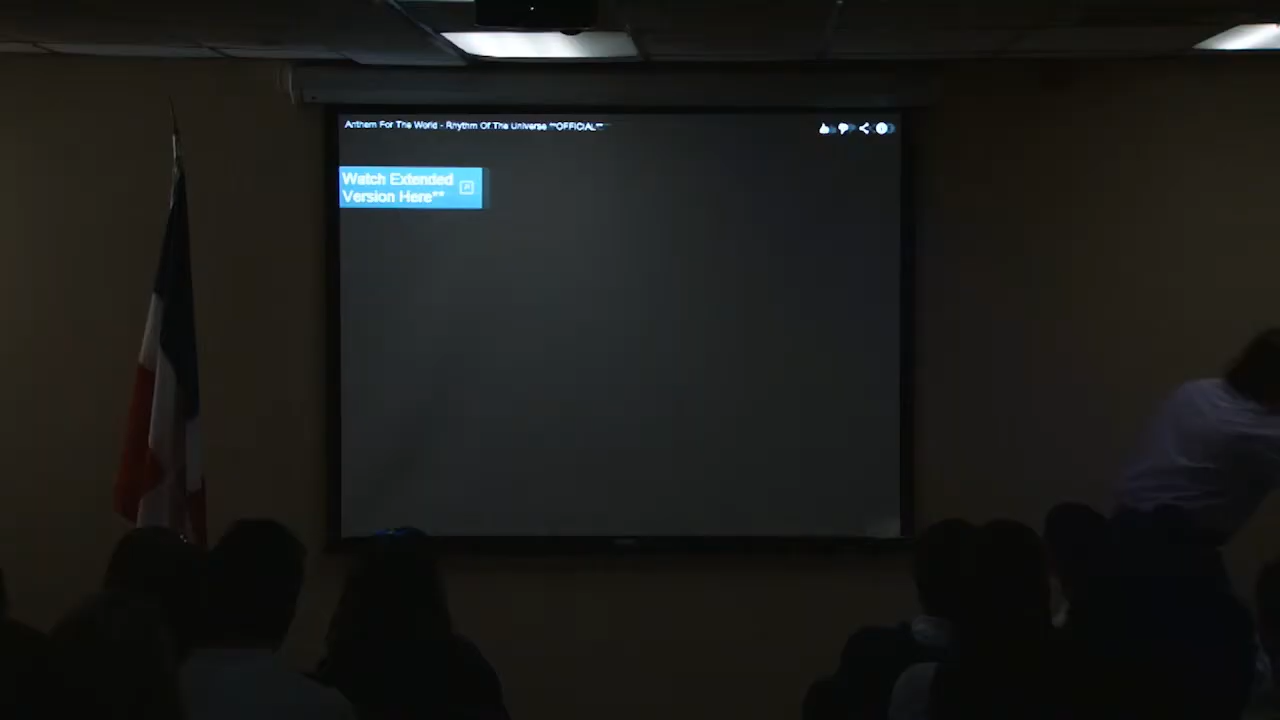 Anthem For The World - Rhythm Of The Universe **OFFICIAL**
Watch Extended
Version Here**